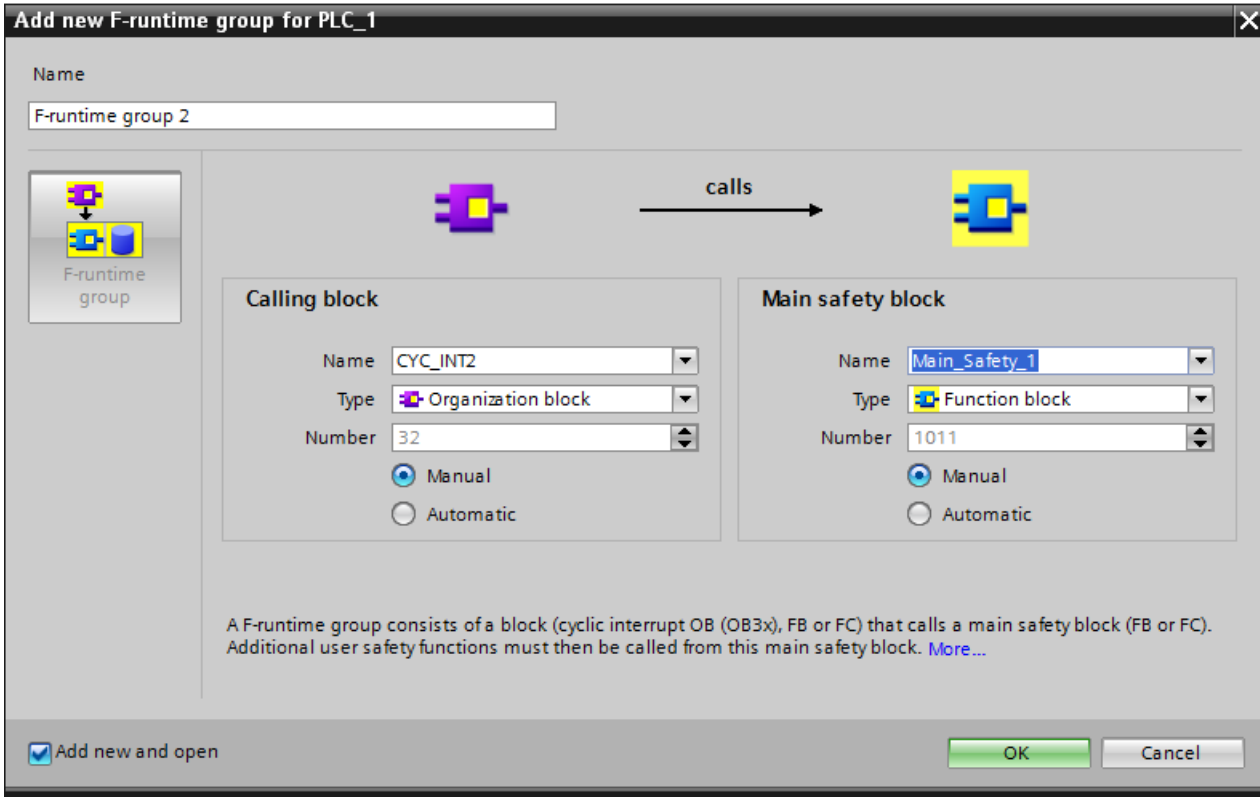 Add new F-runtime group for PLC_1
Name
F-runtime group 2
F-runtime
group
calls
Calling block
Name CYC_INT2
Type Organization block
Number 32
Manual
Automatic
Main safety block
Name Main_Safety_1
Type Function block
Number 1011
Manual
Automatic
A F-runtime group consists of a block (cyclic interrupt OB (OB3x), FB or FC) that calls a main safety block (FB or FC).
Additional user safety functions must then be called from this main safety block. More...
Add new and open
OK
Cancel